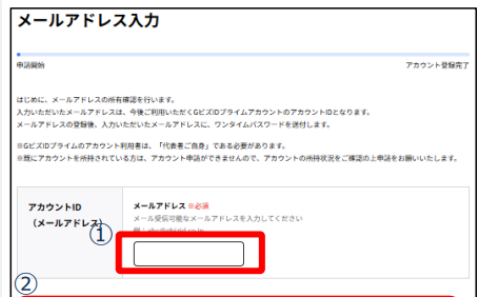 メールアドレス入力
申請開始
アカウント登録完了
はじめに、メールアドレスの所有確認を行います。
入力いただいたメールアドレスは、今後ご利用いただくGビズIDプライムアカウントのアカウントIDとなります。
メールアドレスの登録後、入力いただいたメールアドレスに、ワンタイムパスワードを送付します。
※GビズIDプライムのアカウント利用者は、「代表者ご自身」である必要があります。
※既にアカウントを所持されている方は、アカウント申請ができませんので、アカウントの所持状況をご確認の上申請をお願いいたします。
アカウントID
(メールアドレス)
メールアドレス ※必須
メール受信可能なメールアドレスを入力してください
①
②